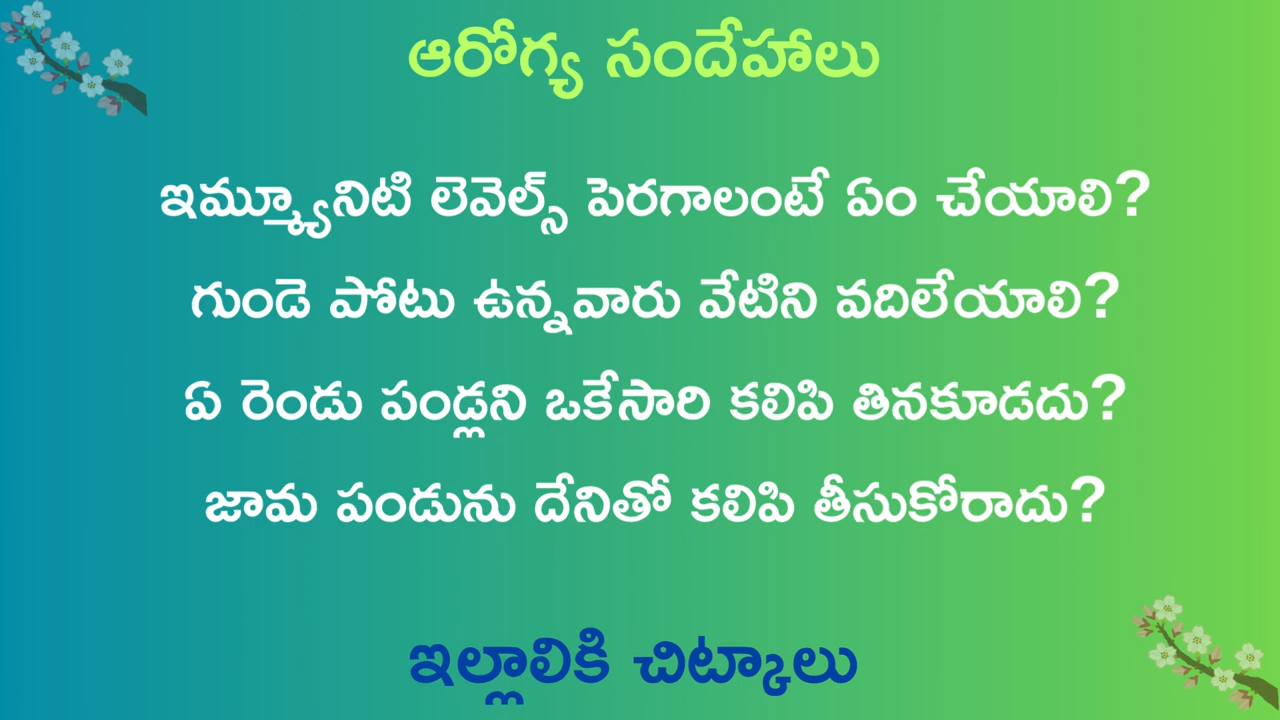 ఆరోగ్య సందేహాలు
ఇమ్మ్యూనిటి లెవెల్స్ పెరగాలంటే ఏం చేయాలి?
గుండె పోటు ఉన్నవారు వేటిని వదిలేయాలి?
ఏ రెండు పండ్లని ఒకేసారి కలిపి తినకూడదు?
జామ పండును దేనితో కలిపి తీసుకోరాదు?
ఇల్లాలికి చిట్కాలు